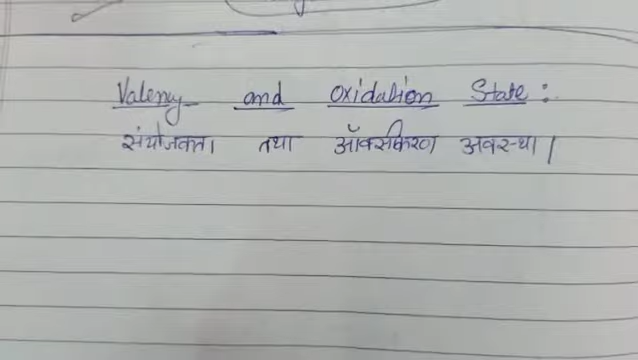 Valency and Oxidation State :
संयोजकता तथा ऑक्सीकरण अवस्था |